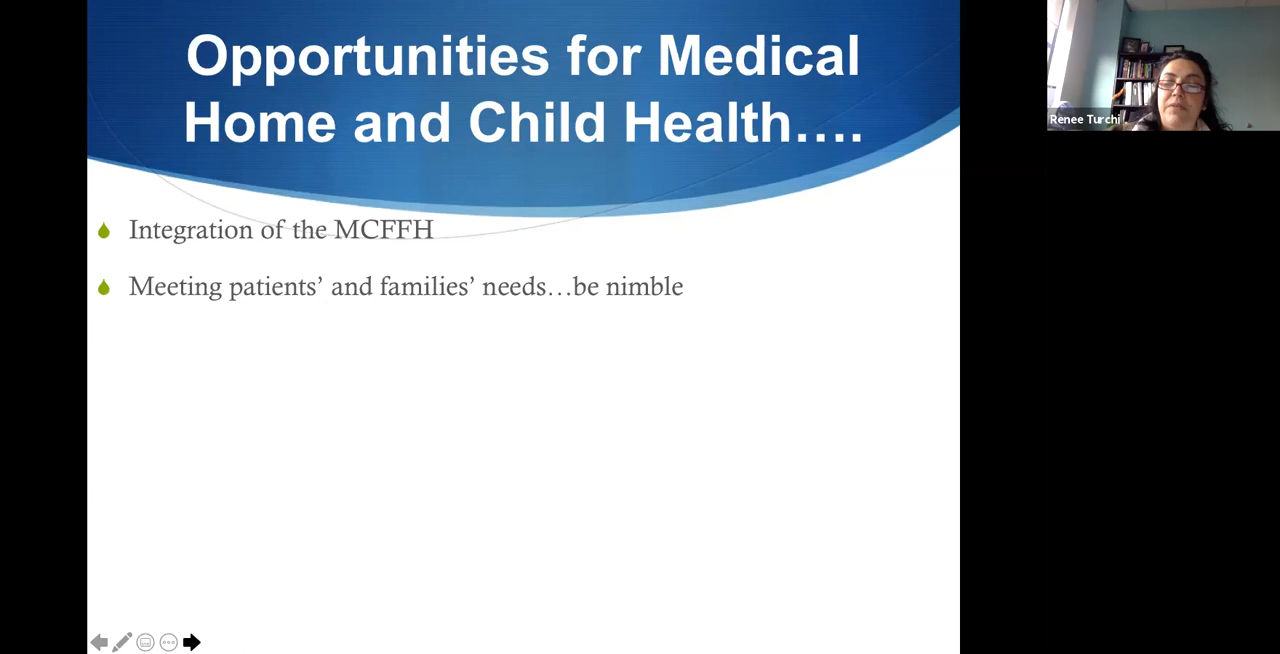 Opportunities for Medical
Home and Child Health….
Integration of the MCFFH
Meeting patients’ and families’ needs…be nimble
Renee Turchi